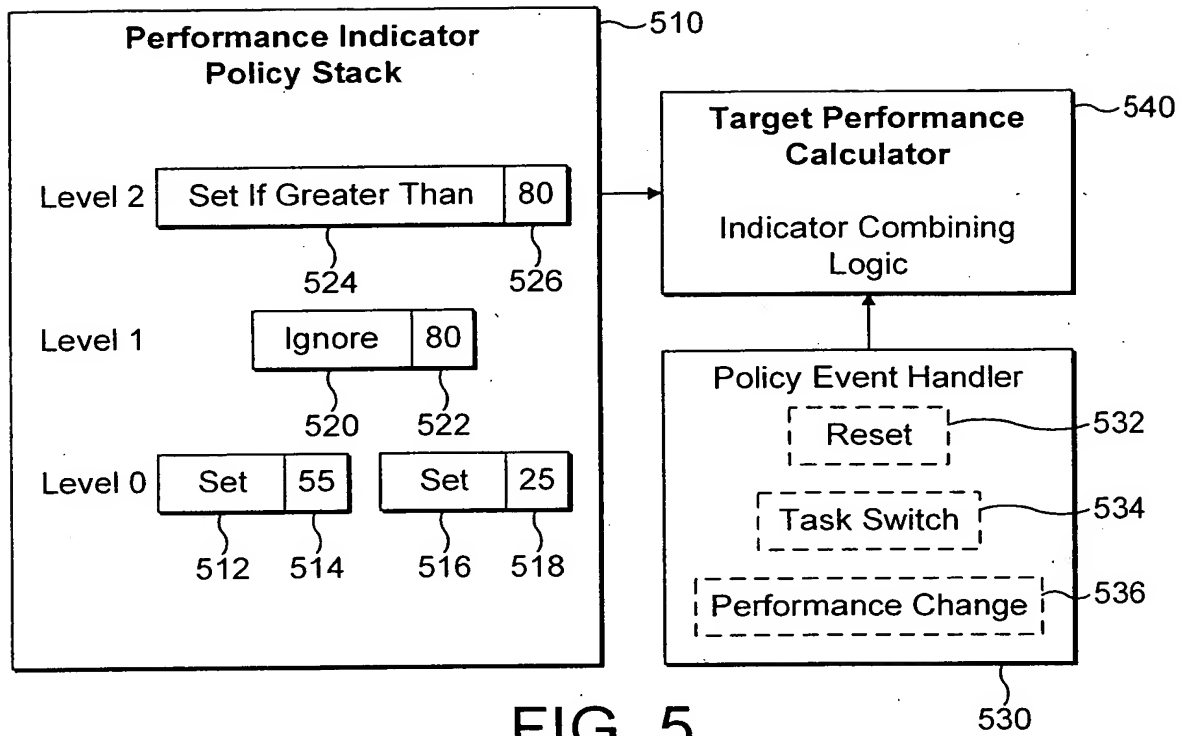 Performance Indicator
Policy Stack
510
Level 2
Set If Greater Than
80
524
526
Level 1
Ignore
80
520
522
Level 0
Set
55
Set
25
512
514
516
518
Target Performance
Calculator
Indicator Combining
Logic
540
Policy Event Handler
Reset
532
Task Switch
534
Performance Change
536
530
FIG. 5